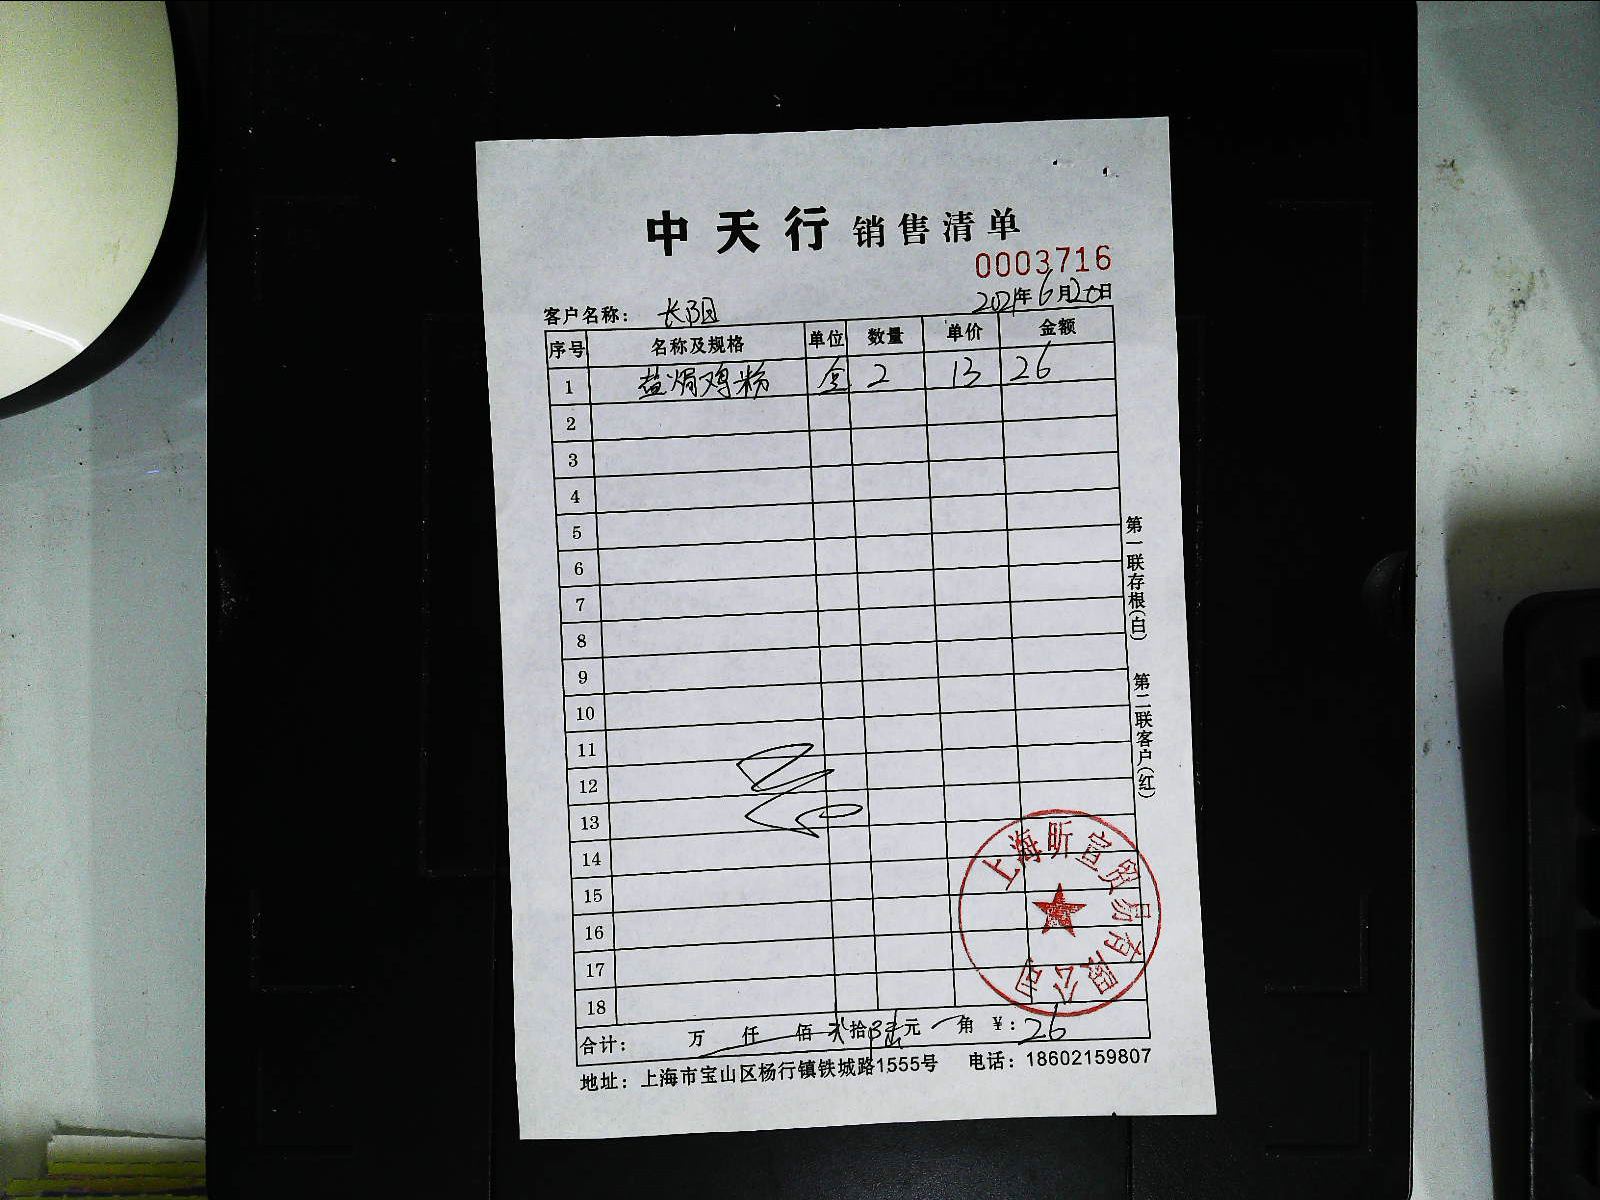 中天行 销售清单
0003716
客户名称： 长阳 2021年6月20日
序号 名称及规格 单位 数量 单价 金额
1 盐焗鸡粉 合 2 13 26
2
3
4
5
6
7
8
9
10
11
12
13
14
15
16
17
18
合计： 万 仟 佰 贰拾陆元 角 ¥：26
地址：上海市宝山区杨行镇铁城路1555号 电话：18602159807
第一联存根(白) 第二联客户(红)
上海昕宣贸易有限公司